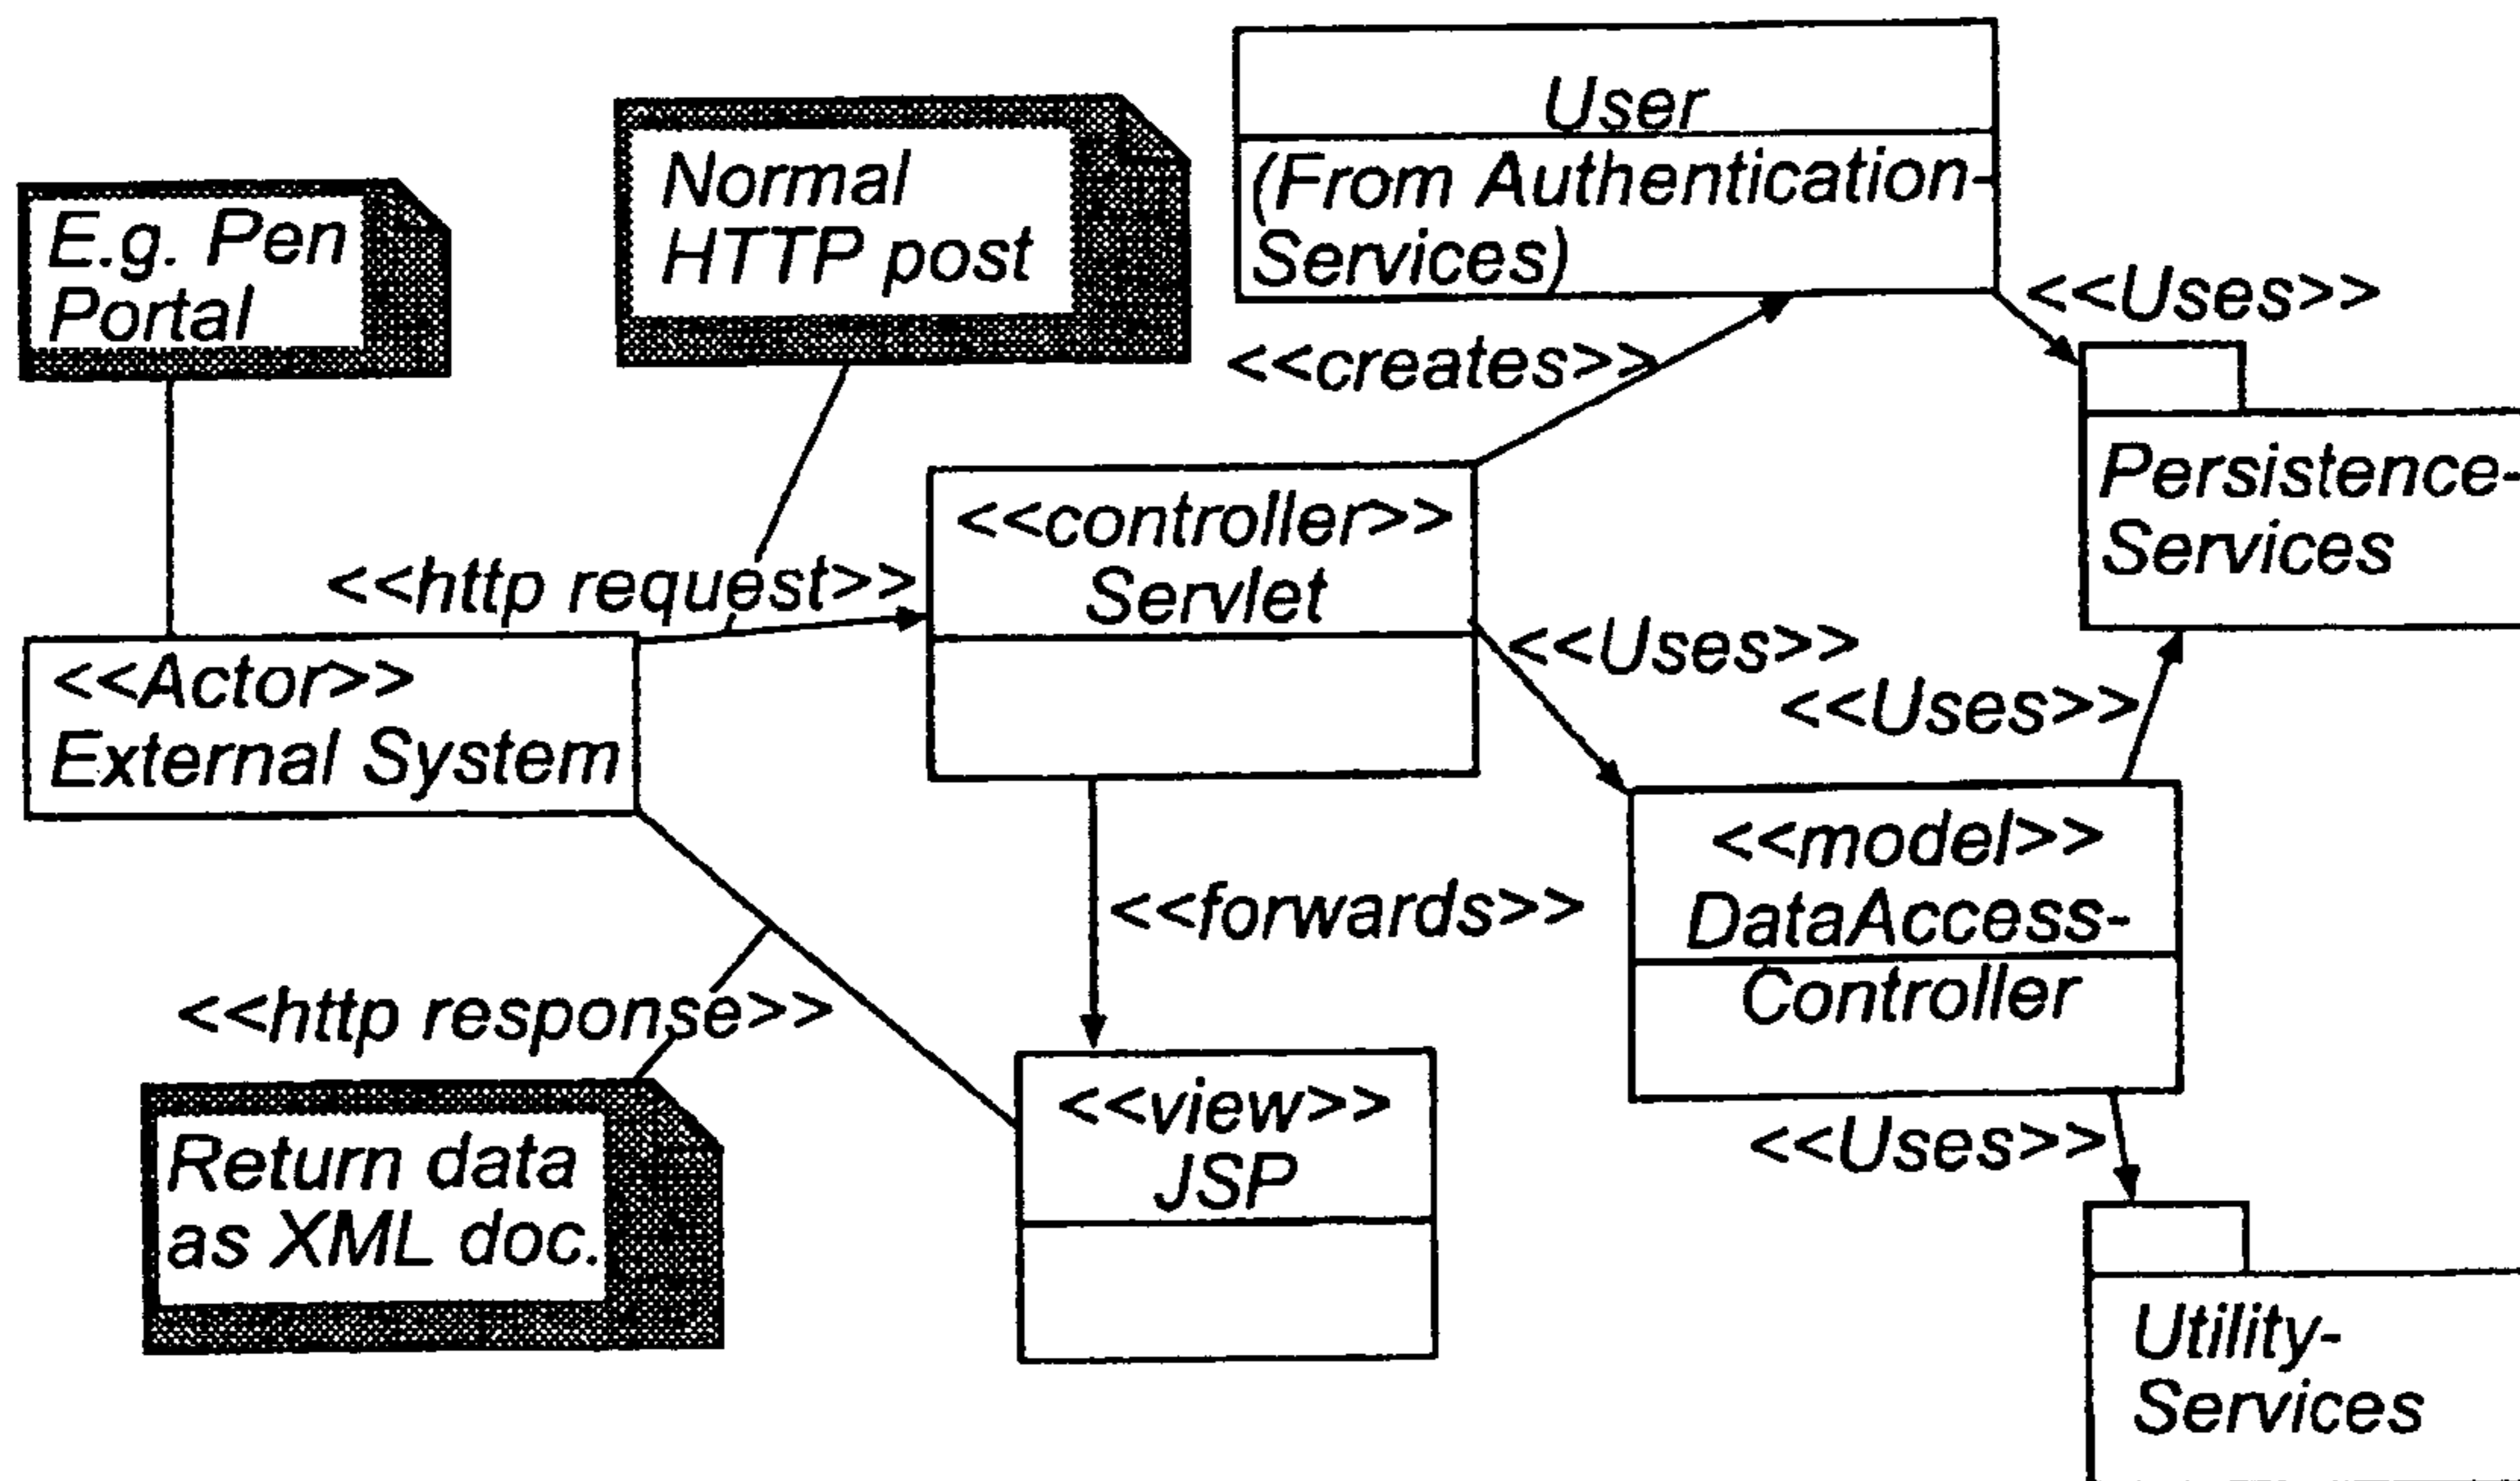 User
(From Authentication-
Services)
Normal
HTTP post
E.g. Pen
Portal
<<Uses>>
<<creates>>
Persistence-
Services
<<controller>>
Servlet
<<http request>>
<<Actor>>
External System
<<Uses>>
<<Uses>>
<<model>>
DataAccess-
Controller
<<forwards>>
<<http response>>
<<view>>
JSP
<<Uses>>
Return data
as XML doc.
Utility-
Services